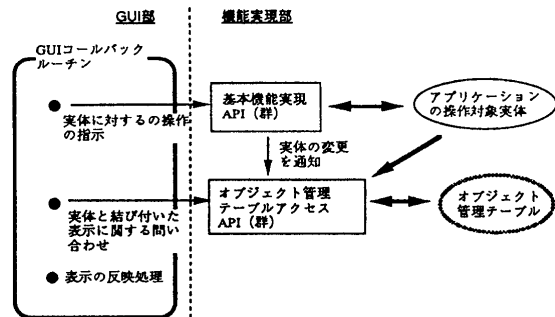 GUI部
機能実現部
GUIコールバック
ルーチン
実体に対するの操作
の指示
基本機能実現
API（群）
アプリケーション
の操作対象実体
実体の変更
を通知
オブジェクト管理
テーブルアクセス
API（群）
オブジェクト
管理テーブル
実体と結び付いた
表示に関する問い
合わせ
表示の反映処理